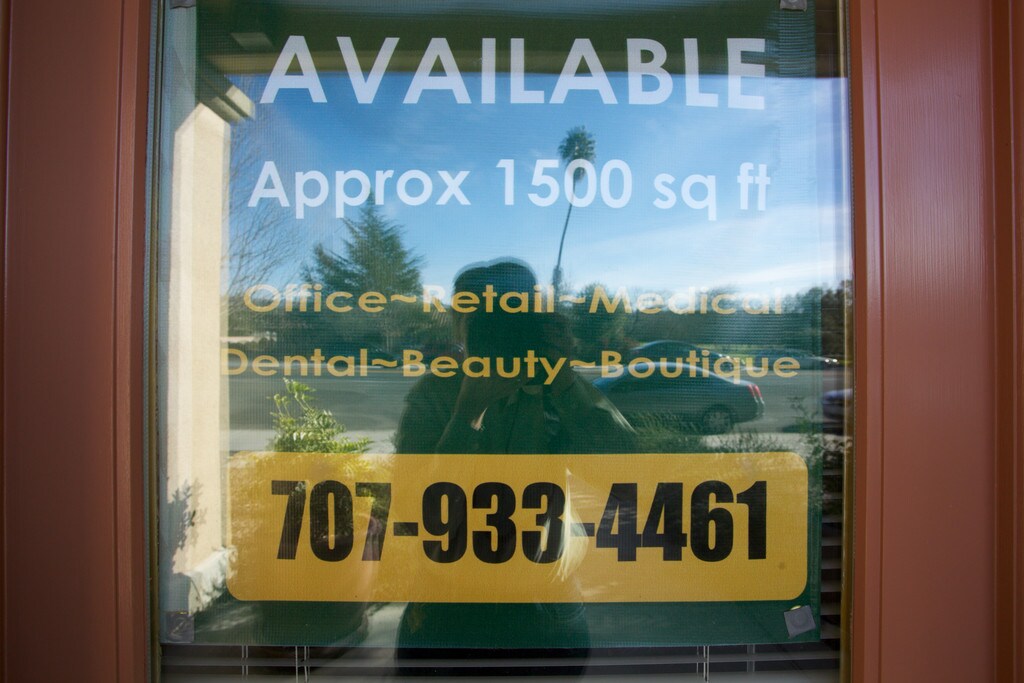 AVAILABLE
Approx 1500 sq ft
Office~Retail~Medical
Dental~Beauty~Boutique
707-933-4461